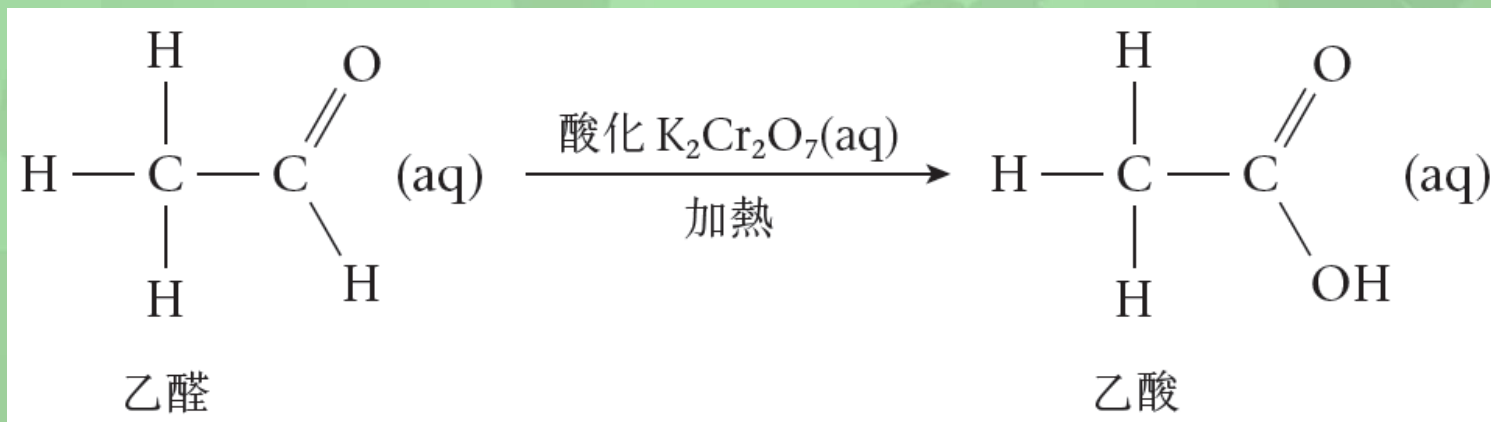 H H
O O
酸化 K₂Cr₂O₇(aq)
H — C — C (aq) H — C — C (aq)
加熱
H H
H OH
乙醛 乙酸